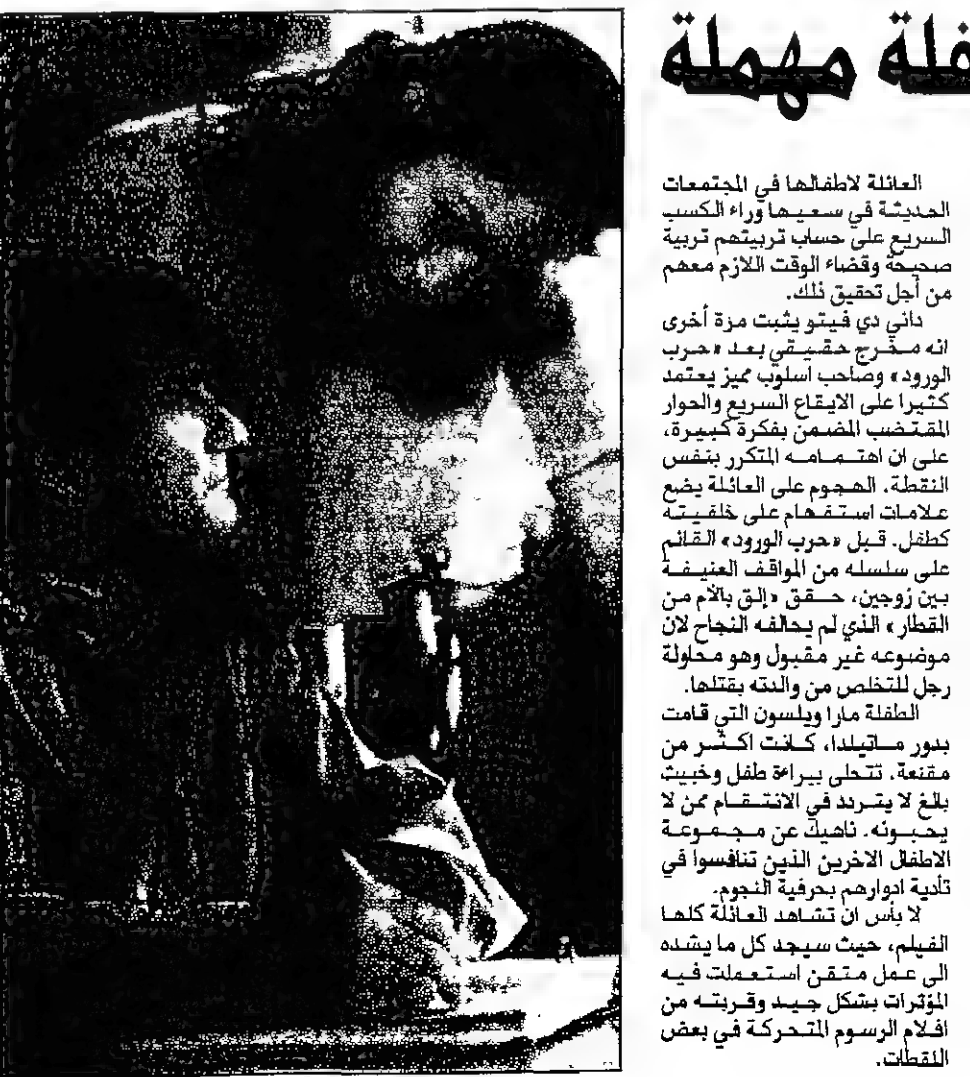 فلة مهملة
العائلة لاطفالها في المجتمعات
الحديثة في سعيها وراء الكسب
السريع على حساب تربيتهم تربية
صحيحة وقضاء الوقت اللازم معهم
من أجل تحقيق ذلك.
داني دي فيتو يثبت مرة أخرى
انه مخرج حقيقي بعد «حرب
الورود» وصاحب اسلوب مميز يعتمد
كثيرا على الايقاع السريع والحوار
المقتضب المضمن بفكرة كبيرة،
على ان اهتمامه المتكرر بنفس
النقطة. الهجوم على العائلة يضع
علامات استفهام على خلفيته
كطفل. قبل «حرب الورود» القائم
على سلسله من المواقف العنيفة
بين زوجين، حقق «إلق بالأم من
القطار» الذي لم يحالفه النجاح لان
موضوعه غير مقبول وهو محاولة
رجل للتخلص من والدته بقتلها.
الطفلة مارا ويلسون التي قامت
بدور ماتيلدا، كانت اكثر من
مقنعة. تتحلى ببراءة طفل وخبيث
بالغ لا يتردد في الانتقام ممن لا
يحبونه. ناهيك عن مجموعة
الاطفال الاخرين الذين تنافسوا في
تأدية ادوارهم بحرفية النجوم.
لا بأس ان تشاهد العائلة كلها
الفيلم، حيث سيجد كل ما يشده
الى عمل متقن استعملت فيه
المؤثرات بشكل جيد وقربته من
افلام الرسوم المتحركة في بعض
اللقطات.